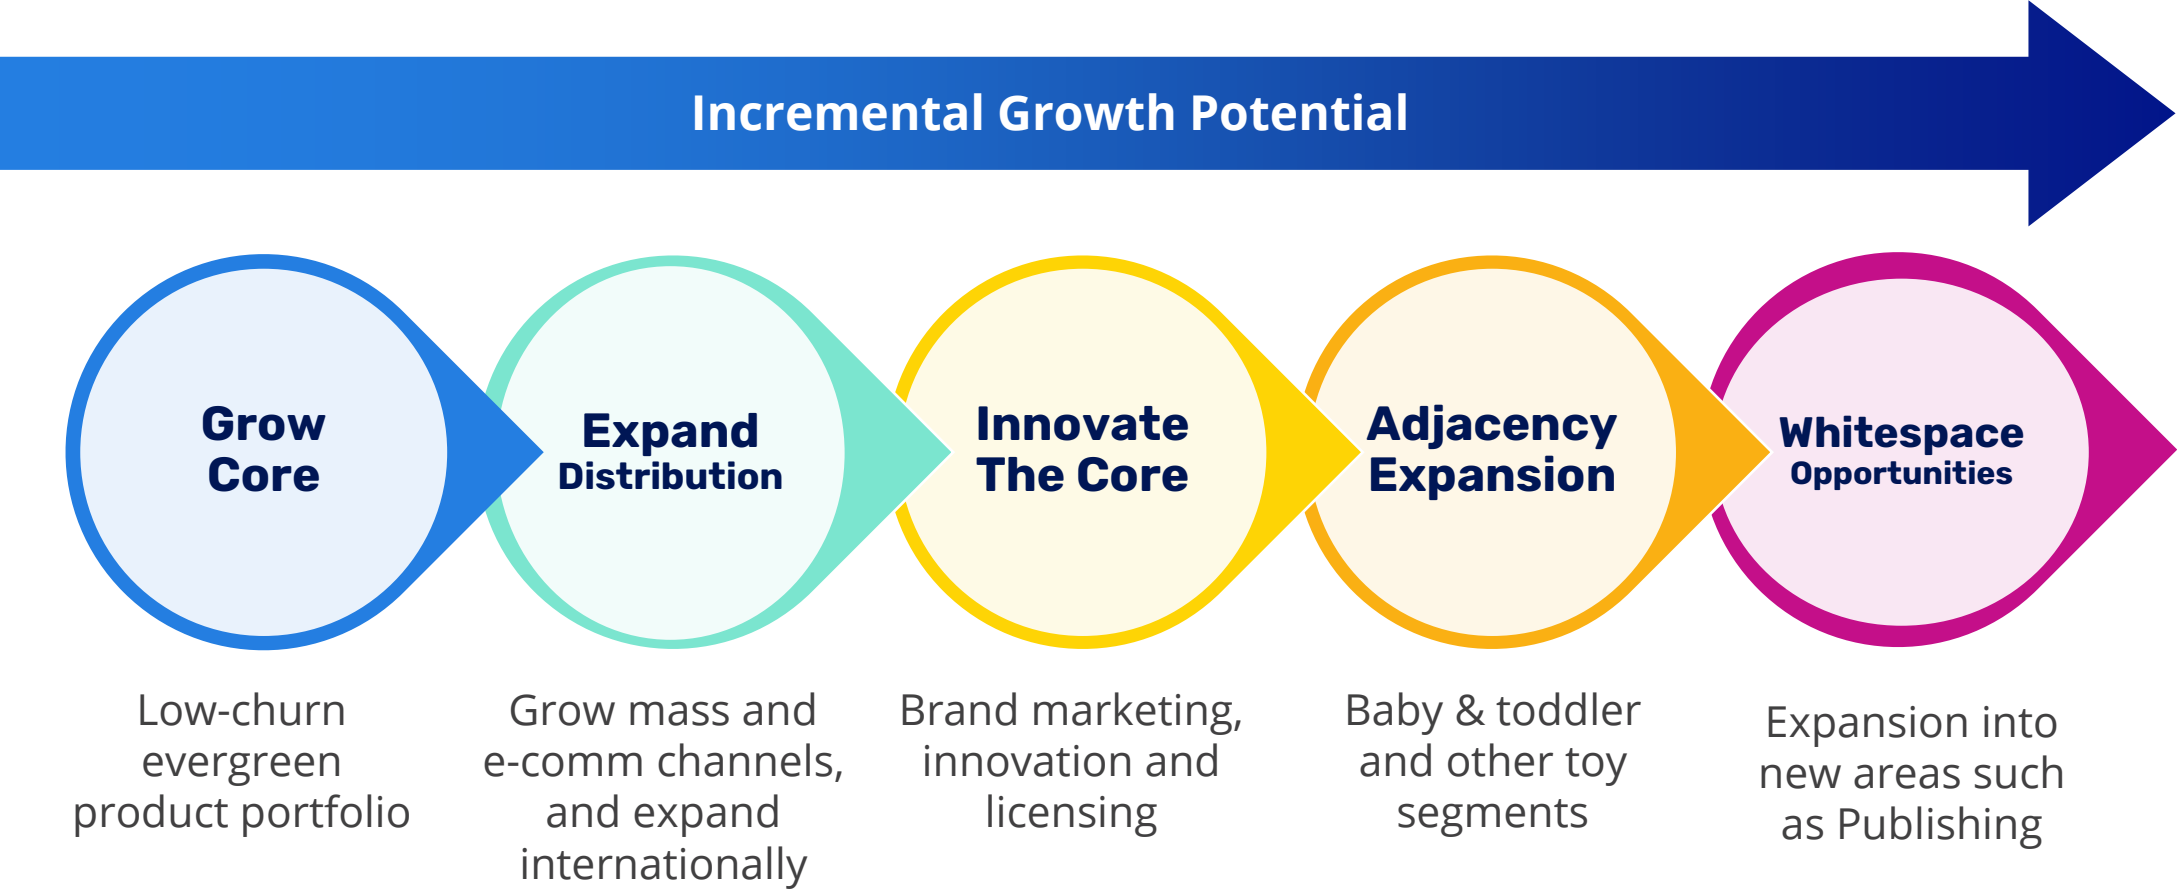 Incremental Growth Potential
Grow
Core
Expand
Distribution
Innovate
The Core
Adjacency
Expansion
Whitespace
Opportunities
Low-churn
evergreen
product portfolio
Grow mass and
e-comm channels,
and expand
internationally
Brand marketing,
innovation and
licensing
Baby & toddler
and other toy
segments
Expansion into
new areas such
as Publishing